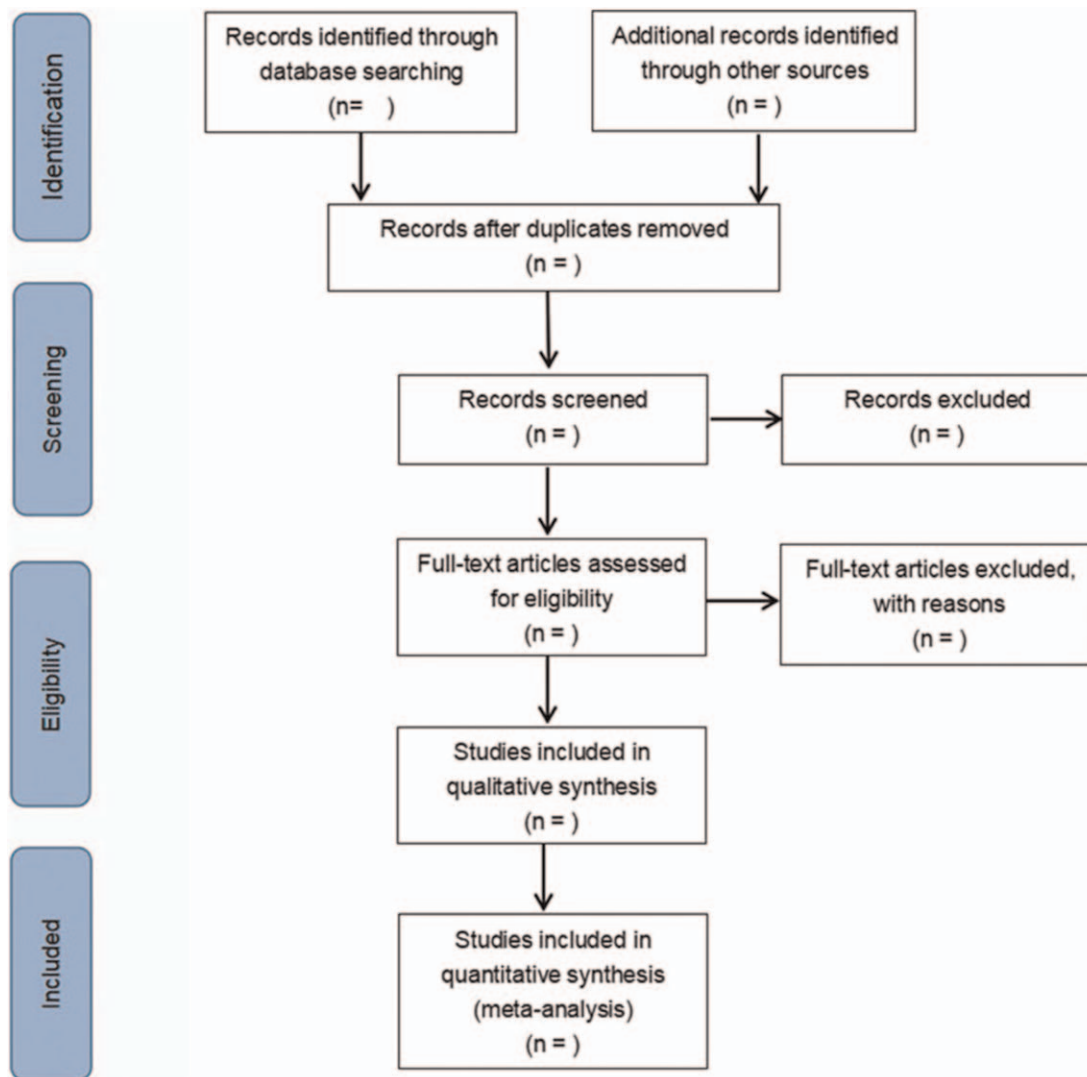 Identification
Records identified through
database searching
(n=   )
Additional records identified
through other sources
(n = )
Records after duplicates removed
(n = )
Screening
Records screened
(n = )
Records excluded
(n = )
Eligibility
Full-text articles assessed
for eligibility
(n = )
Full-text articles excluded,
with reasons
(n = )
Studies included in
qualitative synthesis
(n = )
Included
Studies included in
quantitative synthesis
(meta-analysis)
(n = )